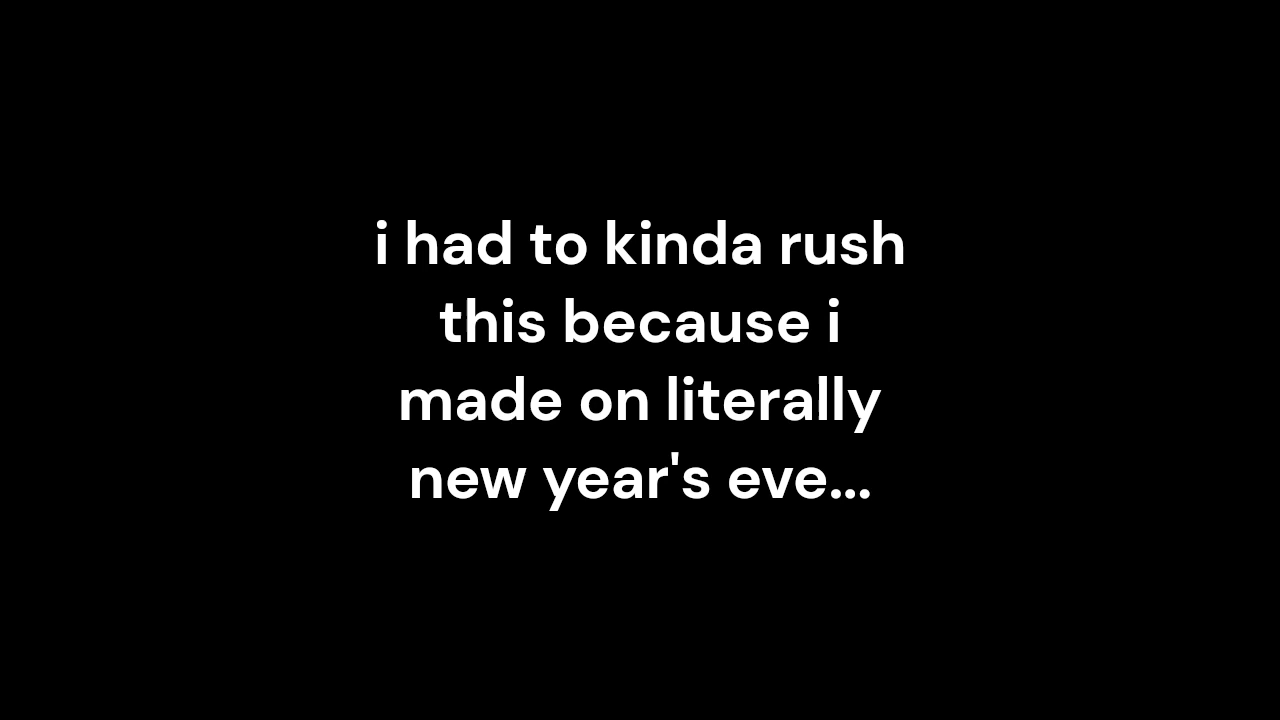 i had to kinda rush
this because i
made on literally
new year's eve...